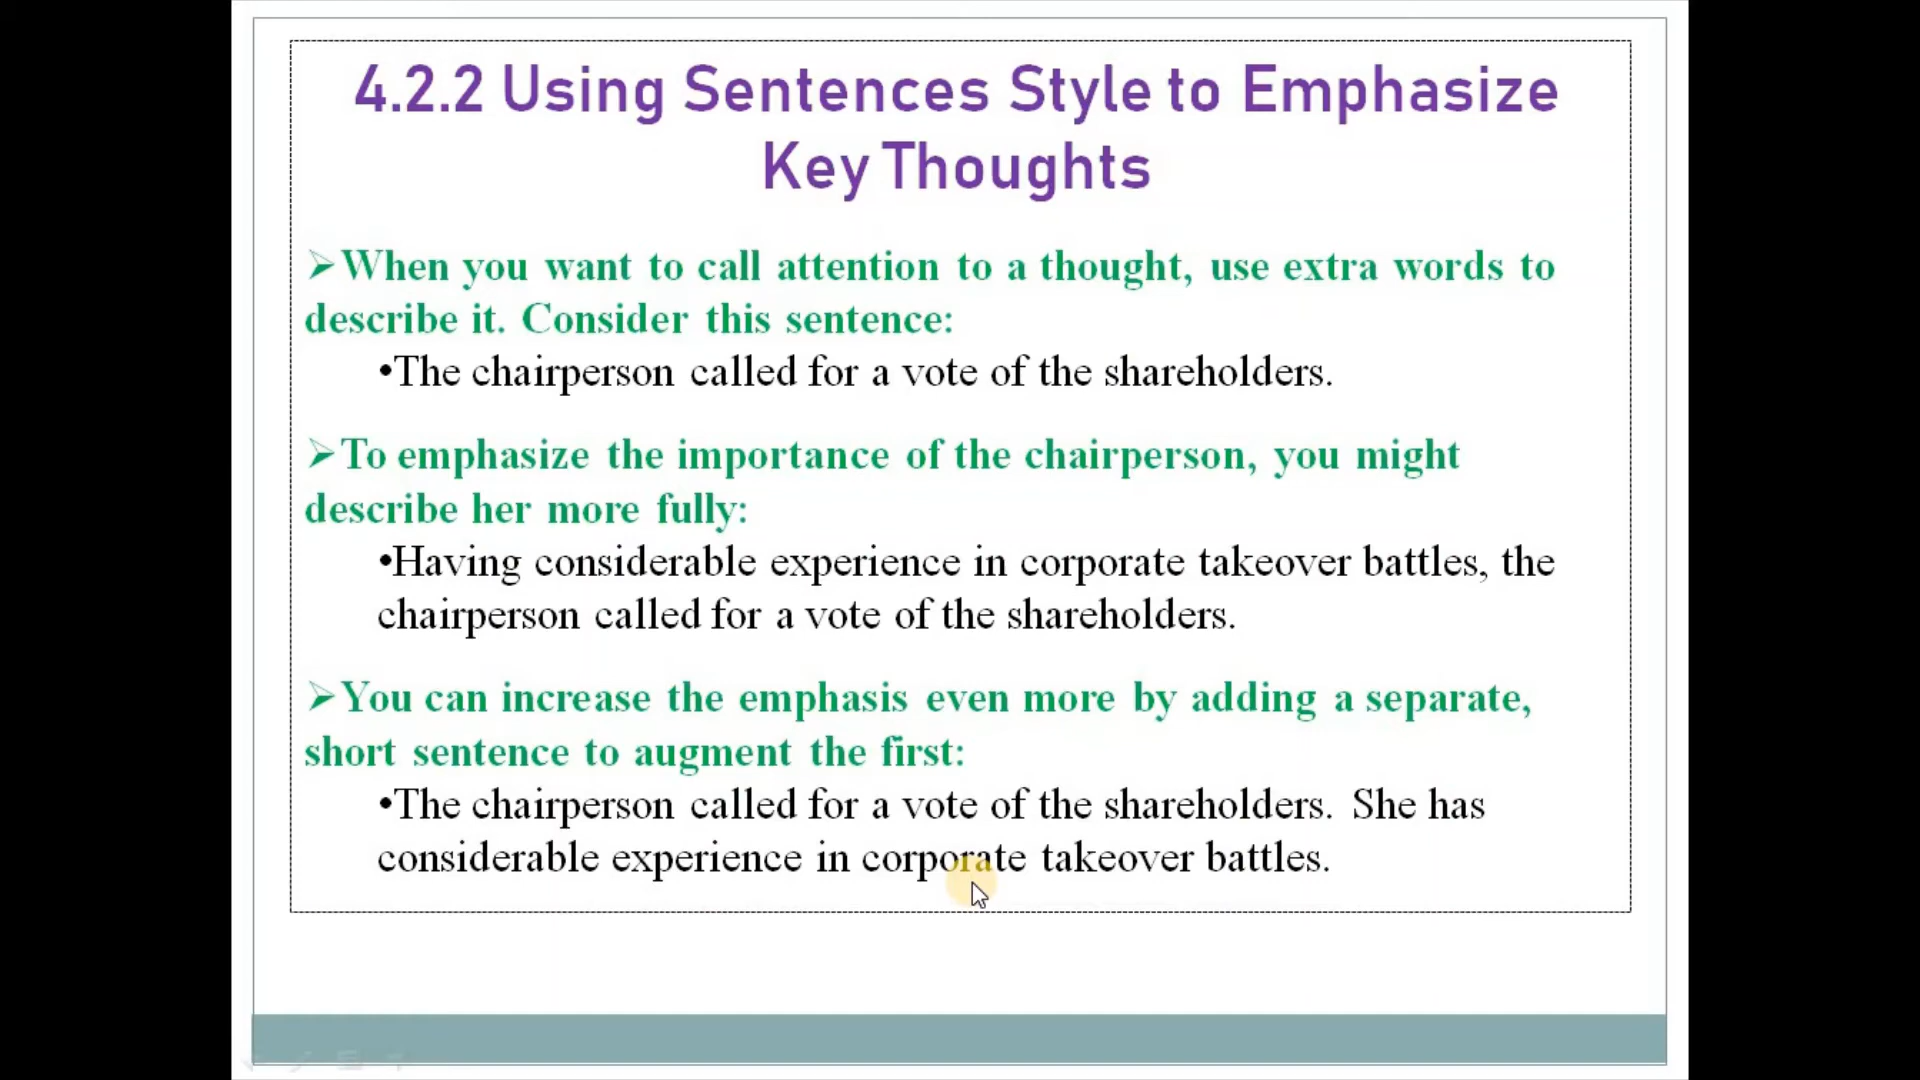 4.2.2 Using Sentences Style to Emphasize
Key Thoughts
➢When you want to call attention to a thought, use extra words to
describe it. Consider this sentence:
•The chairperson called for a vote of the shareholders.
➢To emphasize the importance of the chairperson, you might
describe her more fully:
•Having considerable experience in corporate takeover battles, the
chairperson called for a vote of the shareholders.
➢You can increase the emphasis even more by adding a separate,
short sentence to augment the first:
•The chairperson called for a vote of the shareholders. She has
considerable experience in corporate takeover battles.